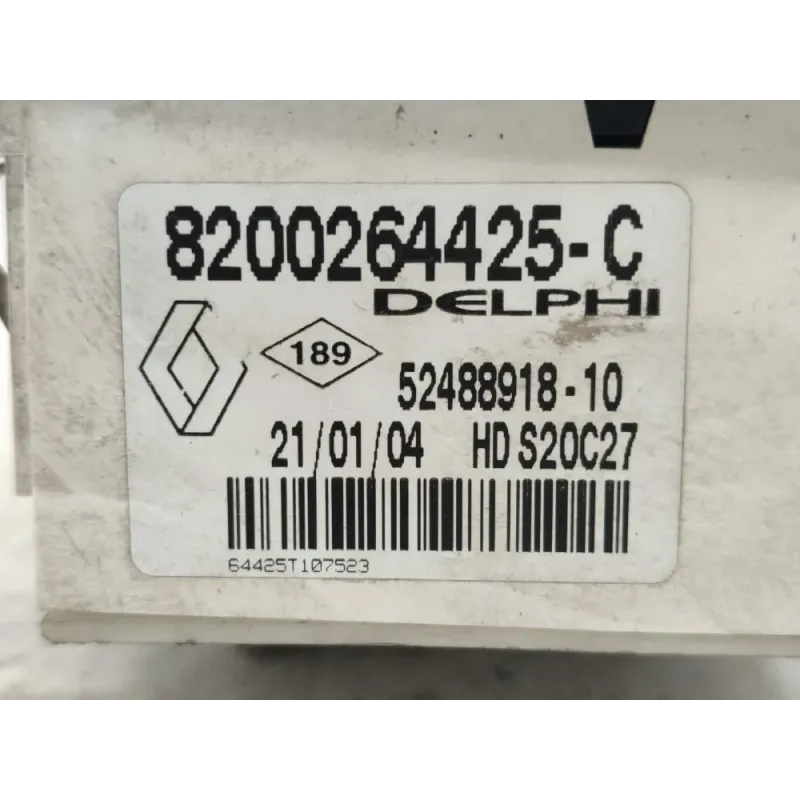 8200264425-C
DELPHI
189
52488918-10
21/01/04 HD S20C27
64425T107523